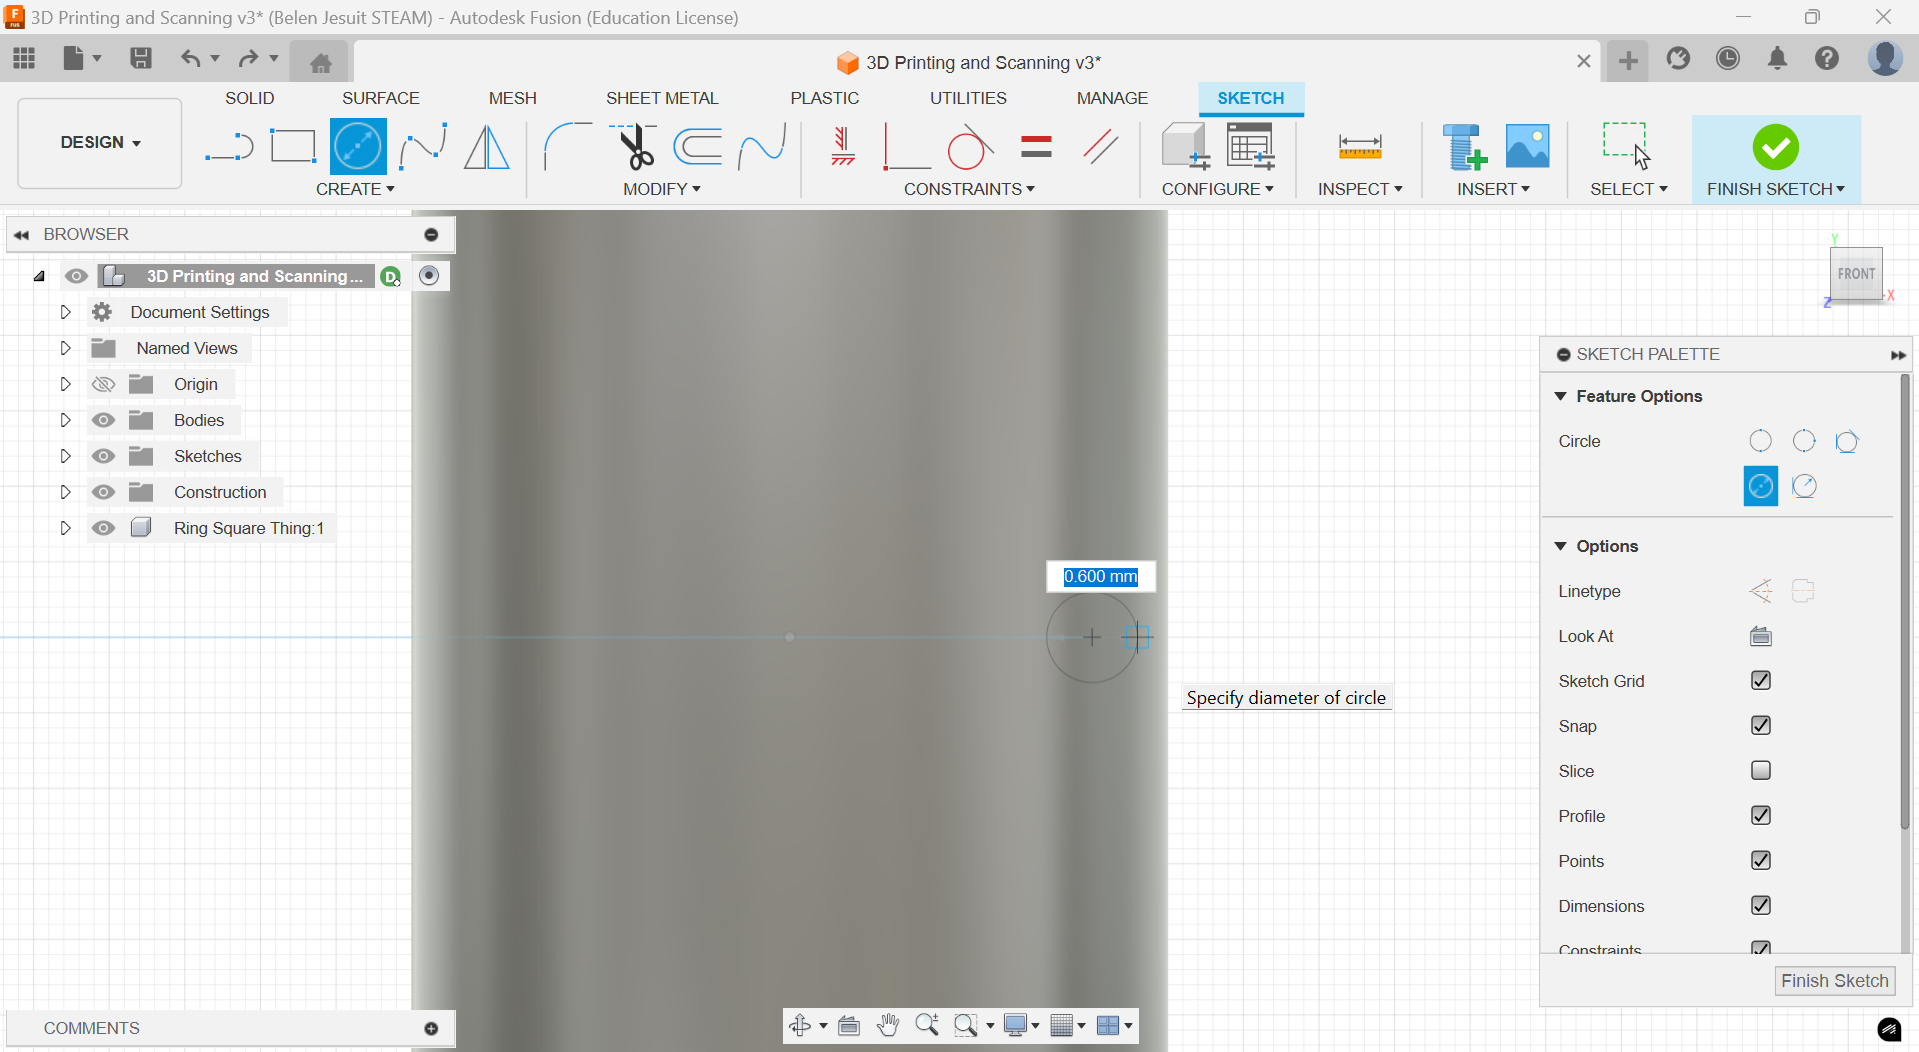 3D Printing and Scanning v3* (Belen Jesuit STEAM) - Autodesk Fusion (Education License)
3D Printing and Scanning v3*
SOLID SURFACE MESH SHEET METAL PLASTIC UTILITIES MANAGE SKETCH
DESIGN
CREATE MODIFY CONSTRAINTS CONFIGURE INSPECT INSERT SELECT FINISH SKETCH
BROWSER
3D Printing and Scanning...
D
Document Settings
Named Views
Origin
Bodies
Sketches
Construction
Ring Square Thing:1
Y
FRONT
Z X
SKETCH PALETTE
Feature Options
Circle
Options
Linetype
Look At
Sketch Grid
Snap
Slice
Profile
Points
Dimensions
Constraints
Finish Sketch
0.600 mm
Specify diameter of circle
COMMENTS